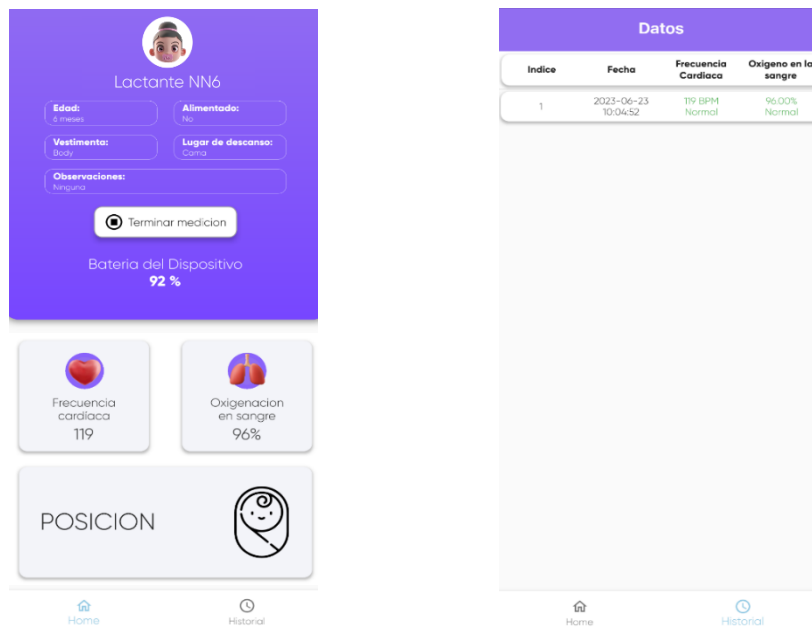 Lactante NN6
Edad:
6 meses
Alimentado:
No
Vestimenta:
Body
Lugar de descanso:
Cama
Observaciones:
Ninguna
Terminar medicion
Bateria del Dispositivo
92 %
Frecuencia
cardíaca
119
Oxigenacion
en sangre
96%
POSICION
Home
Historial
Datos
Indice
Fecha
Frecuencia
Cardiaca
Oxigeno en la
sangre
1
2023-06-23
10:04:52
119 BPM
Normal
96.00%
Normal
Home
Historial